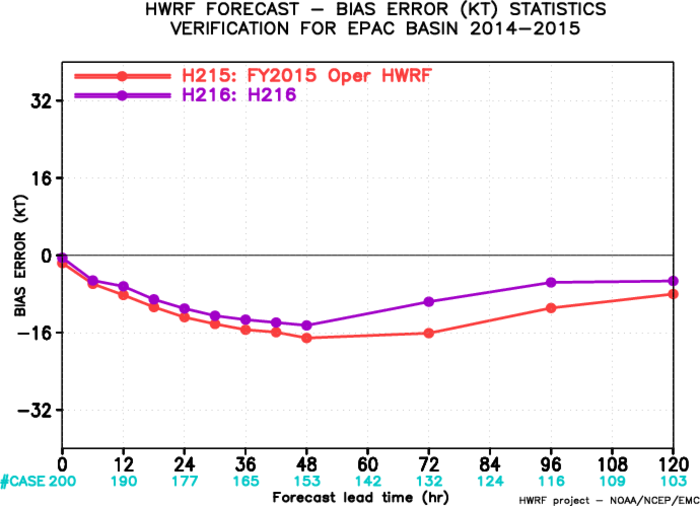 HWRF FORECAST – BIAS ERROR (KT) STATISTICS
VERIFICATION FOR EPAC BASIN 2014–2015
H215: FY2015 Oper HWRF
H216: H216
32
16
0
−16
−32
BIAS ERROR (KT)
0 12 24 36 48 60 72 84 96 108 120
#CASE 200 190 177 165 153 142 132 124 116 109 103
Forecast lead time (hr)
HWRF project – NOAA/NCEP/EMC